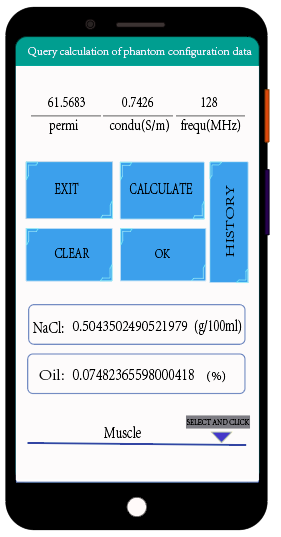 Query calculation of phantom configuration data
61.5683 0.7426 128
permi condu(S/m) frequ(MHz)
EXIT CALCULATE
HISTORY
CLEAR OK
NaCl: 0.5043502490521979 (g/100ml)
Oil: 0.07482365598000418 (%)
SELECT AND CLICK
Muscle